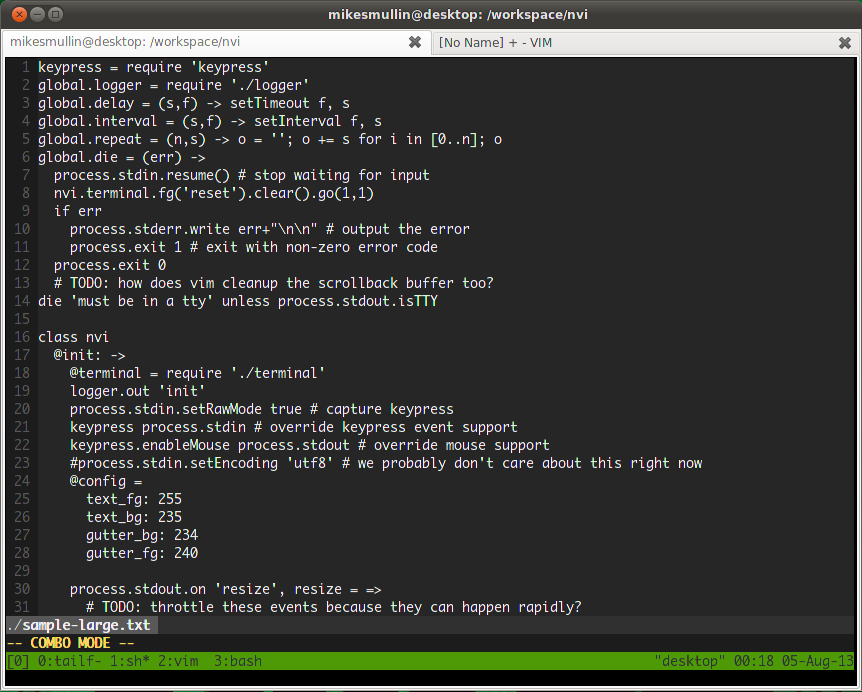 mikesmullin@desktop: /workspace/nvi
mikesmullin@desktop: /workspace/nvi
[No Name] + - VIM
1 keypress = require 'keypress'
2 global.logger = require './logger'
3 global.delay = (s,f) -> setTimeout f, s
4 global.interval = (s,f) -> setInterval f, s
5 global.repeat = (n,s) -> o = ''; o += s for i in [0..n]; o
6 global.die = (err) ->
7   process.stdin.resume() # stop waiting for input
8   nvi.terminal.fg('reset').clear().go(1,1)
9   if err
10     process.stderr.write err+"\n\n" # output the error
11     process.exit 1 # exit with non-zero error code
12   process.exit 0
13   # TODO: how does vim cleanup the scrollback buffer too?
14 die 'must be in a tty' unless process.stdout.isTTY
15
16 class nvi
17   @init: ->
18     @terminal = require './terminal'
19     logger.out 'init'
20     process.stdin.setRawMode true # capture keypress
21     keypress process.stdin # override keypress event support
22     keypress.enableMouse process.stdout # override mouse support
23     #process.stdin.setEncoding 'utf8' # we probably don't care about this right now
24     @config =
25       text_fg: 255
26       text_bg: 235
27       gutter_bg: 234
28       gutter_fg: 240
29
30     process.stdout.on 'resize', resize = =>
31       # TODO: throttle these events because they can happen rapidly?
./sample-large.txt
-- COMBO MODE --
[0] 0:tailf- 1:sh* 2:vim  3:bash "desktop" 00:18 05-Aug-13